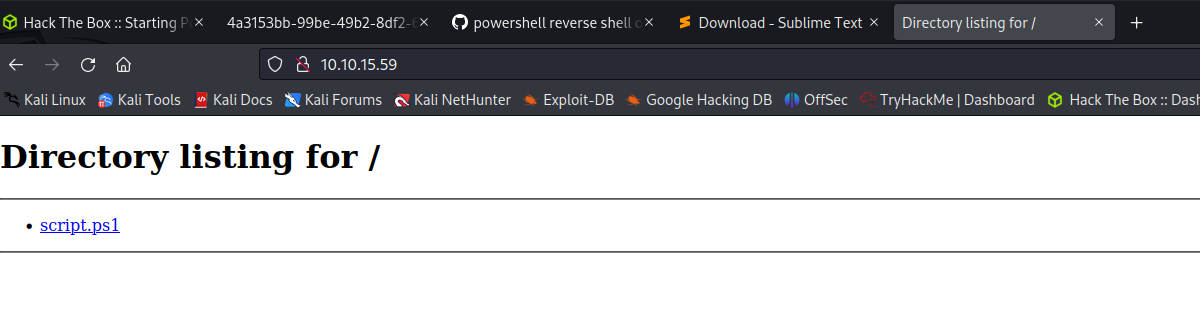 Hack The Box :: Starting P
4a3153bb-99be-49b2-8df2-
powershell reverse shell
Download - Sublime Text
Directory listing for /
10.10.15.59
Kali Linux
Kali Tools
Kali Docs
Kali Forums
Kali NetHunter
Exploit-DB
Google Hacking DB
OffSec
TryHackMe | Dashboard
Hack The Box :: Dash
Directory listing for /
• script.ps1